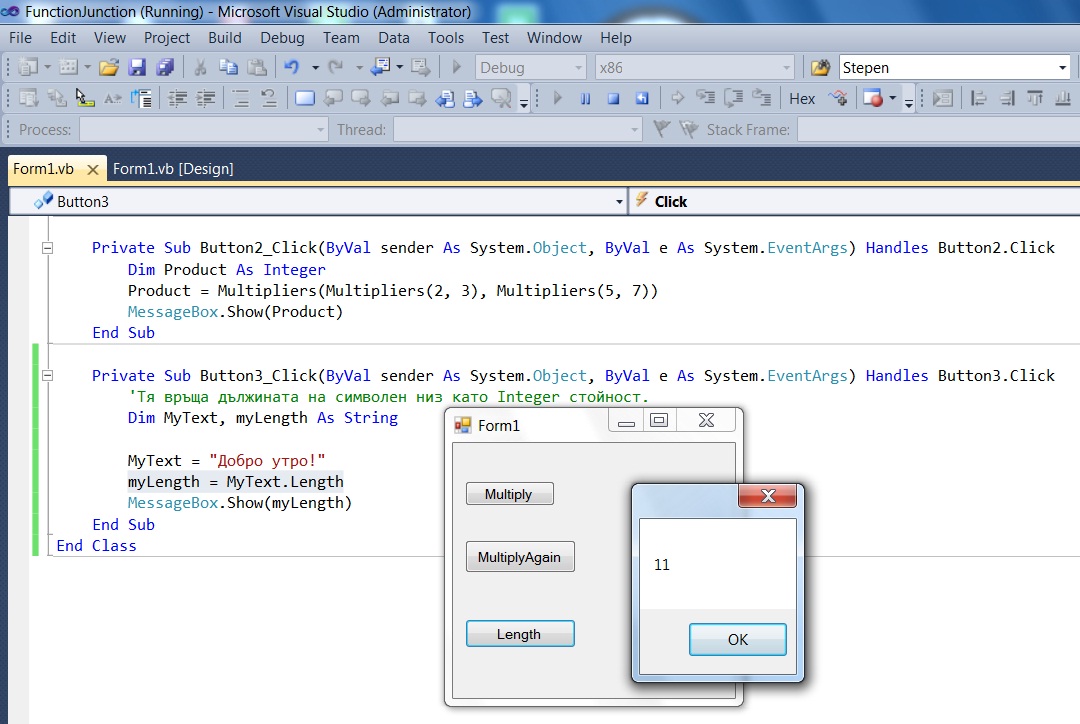 FunctionJunction (Running) - Microsoft Visual Studio (Administrator)
File Edit View Project Build Debug Team Data Tools Test Window Help
Debug x86 Stepen
Hex
Process: Thread: Stack Frame:
Form1.vb Form1.vb [Design]
Button3 Click
Private Sub Button2_Click(ByVal sender As System.Object, ByVal e As System.EventArgs) Handles Button2.Click
Dim Product As Integer
Product = Multipliers(Multipliers(2, 3), Multipliers(5, 7))
MessageBox.Show(Product)
End Sub
Private Sub Button3_Click(ByVal sender As System.Object, ByVal e As System.EventArgs) Handles Button3.Click
'Тя връща дължината на символен низ като Integer стойност.
Dim MyText, myLength As String
MyText = "Добро утро!"
myLength = MyText.Length
MessageBox.Show(myLength)
End Sub
End Class
Form1
Multiply
MultiplyAgain
Length
11
OK